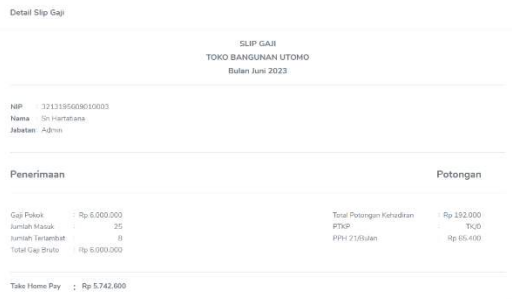 Detail Slip Gaji
SLIP GAJI
TOKO BANGUNAN UTOMO
Bulan Juni 2023
NIP : 3213195609010003
Nama : Sri Hartatiana
Jabatan : Admin
Penerimaan Potongan
Gaji Pokok : Rp 6.000.000 Total Potongan Kehadiran : Rp 192.000
Jumlah Masuk : 25 PTKP : TK/0
Jumlah Terlambat : 8 PPH 21/Bulan Rp 65.400
Total Gaji Bruto : Rp 6.000.000
Take Home Pay : Rp 5.742.600